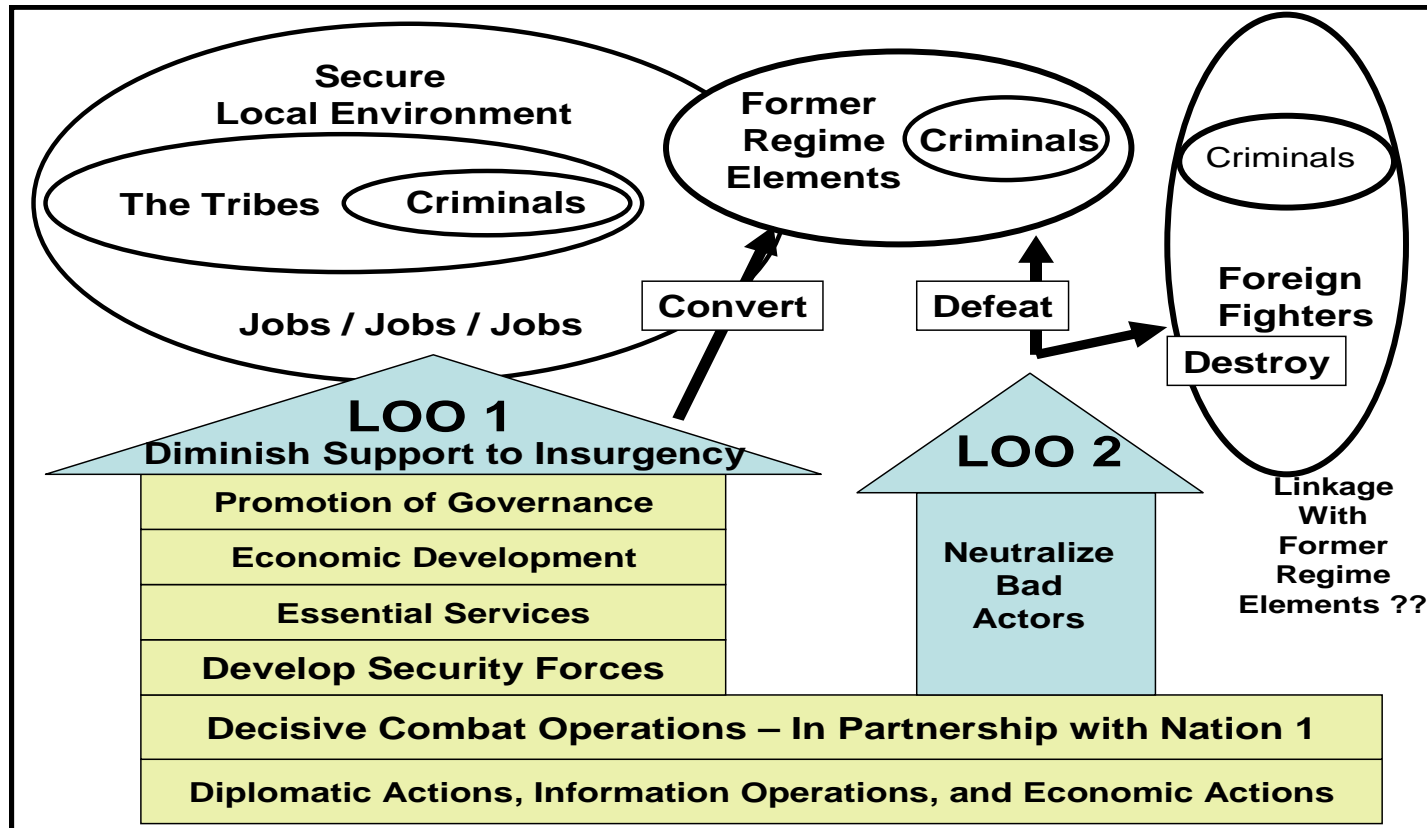 Secure
Local Environment
The Tribes
Criminals
Jobs / Jobs / Jobs
Former
Regime
Elements
Criminals
Criminals
Foreign
Fighters
Convert
Defeat
Destroy
LOO 1
Diminish Support to Insurgency
Promotion of Governance
Economic Development
Essential Services
Develop Security Forces
LOO 2
Neutralize
Bad
Actors
Linkage
With
Former
Regime
Elements ??
Decisive Combat Operations – In Partnership with Nation 1
Diplomatic Actions, Information Operations, and Economic Actions